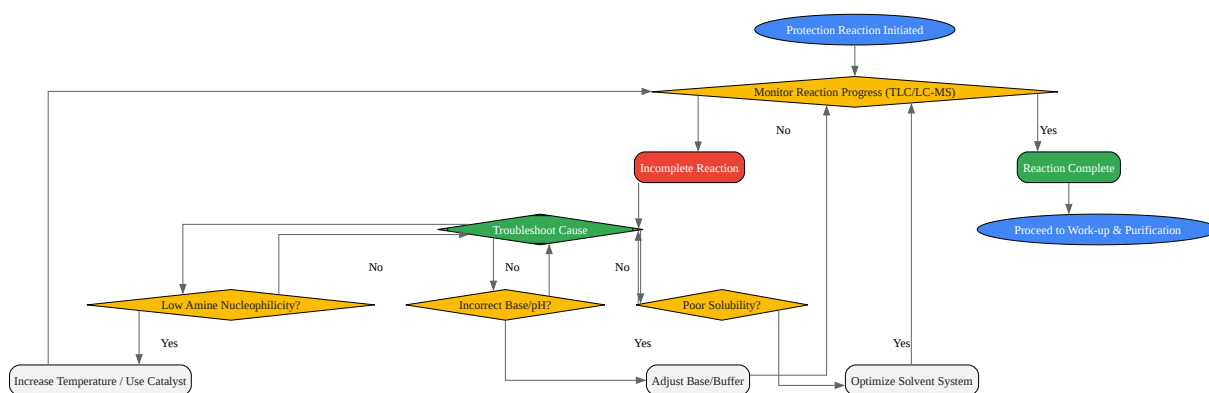 Protection Reaction Initiated
Monitor Reaction Progress (TLC/LC-MS)
No
Yes
Incomplete Reaction
Reaction Complete
Troubleshoot Cause
Proceed to Work-up & Purification
No
No
No
Low Amine Nucleophilicity?
Incorrect Base/pH?
Poor Solubility?
Yes
Yes
Yes
Increase Temperature / Use Catalyst
Adjust Base/Buffer
Optimize Solvent System